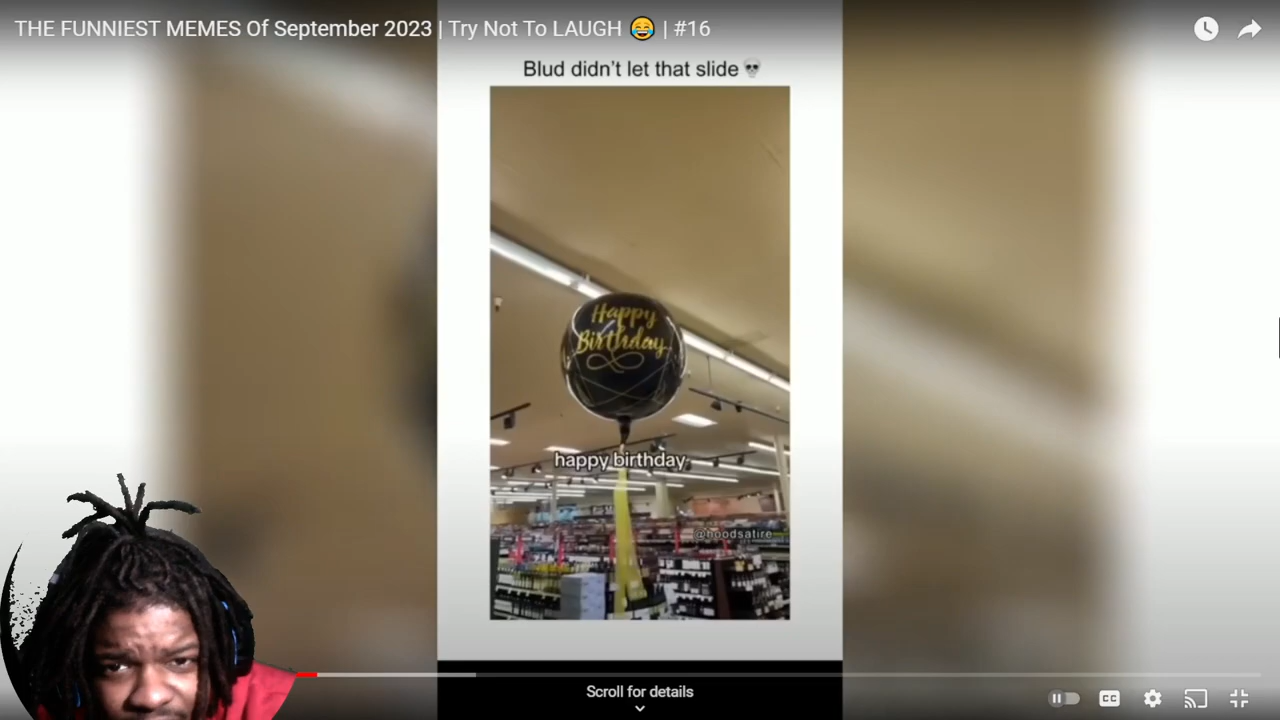 THE FUNNIEST MEMES Of September 2023 | Try Not To LAUGH 😂 | #16
Blud didn't let that slide 💀
Happy
Birthday
happy birthday
@hoodsatire
CC
Scroll for details